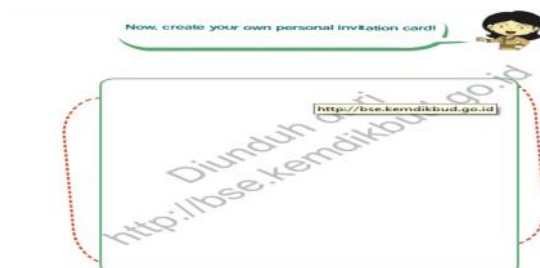 Now, create your own personal invitation card!
http://bse.kemdikbud.go.id
Diunduh dari
http://bse.kemdikbud.go.id